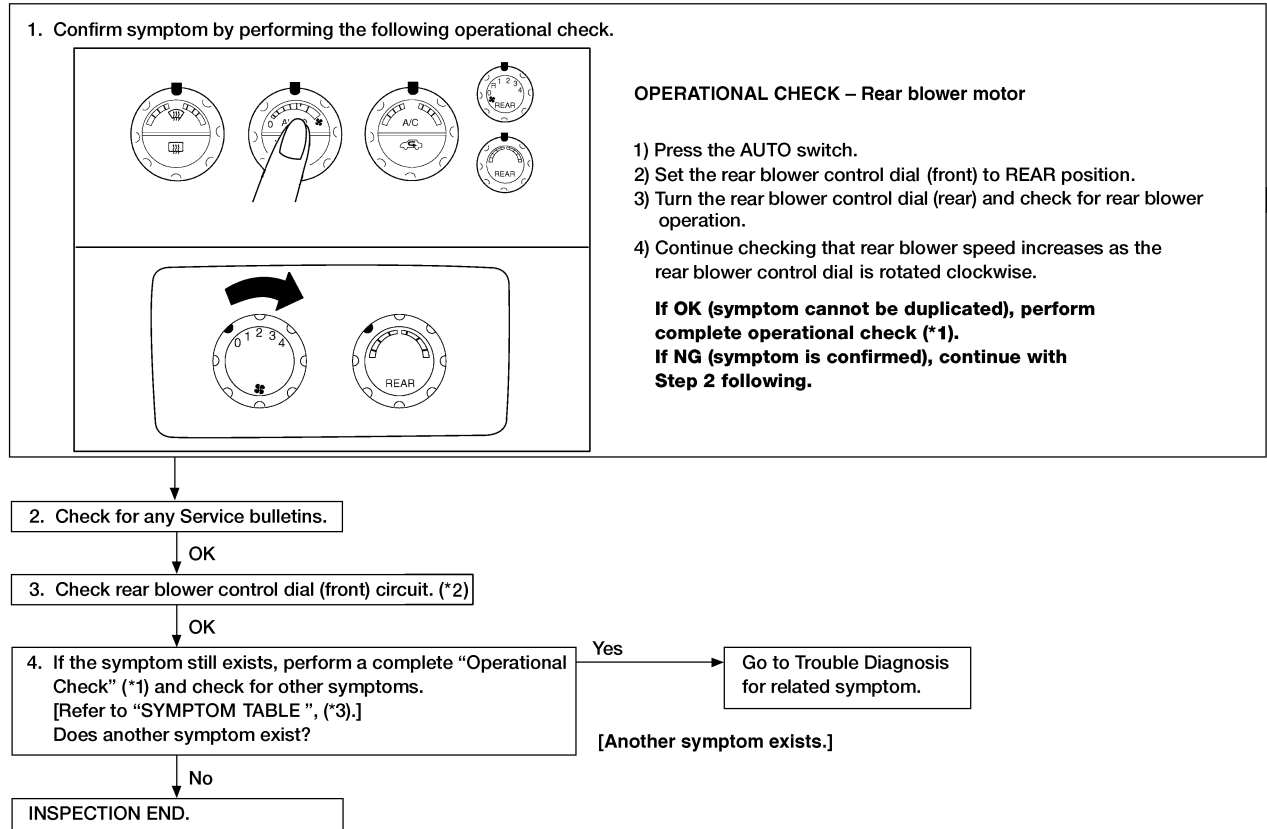 1. Confirm symptom by performing the following operational check.
0
A/C
R 1 2 3 4
REAR
REAR
0 1 2 3 4
REAR
OPERATIONAL CHECK – Rear blower motor
1) Press the AUTO switch.
2) Set the rear blower control dial (front) to REAR position.
3) Turn the rear blower control dial (rear) and check for rear blower
operation.
4) Continue checking that rear blower speed increases as the
rear blower control dial is rotated clockwise.
If OK (symptom cannot be duplicated), perform
complete operational check (*1).
If NG (symptom is confirmed), continue with
Step 2 following.
2. Check for any Service bulletins.
OK
3. Check rear blower control dial (front) circuit. (*2)
OK
4. If the symptom still exists, perform a complete “Operational
Check” (*1) and check for other symptoms.
[Refer to “SYMPTOM TABLE ”, (*3).]
Does another symptom exist?
Yes
Go to Trouble Diagnosis
for related symptom.
[Another symptom exists.]
No
INSPECTION END.